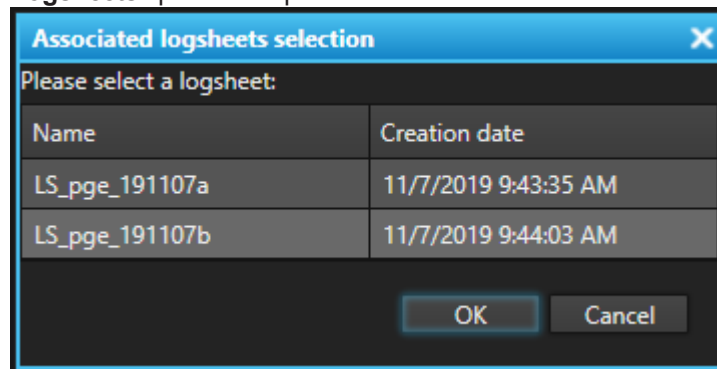 Associated logsheets selection
Please select a logsheet:
Name Creation date
LS_pge_191107a 11/7/2019 9:43:35 AM
LS_pge_191107b 11/7/2019 9:44:03 AM
OK Cancel